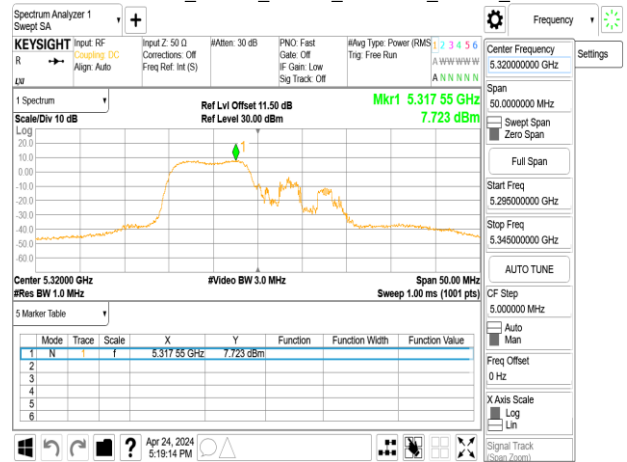 Spectrum Analyzer 1
Swept SA
Frequency
KEYSIGHT
Input: RF
Coupling: DC
Align: Auto
Input Z: 50 Ω
Corrections: Off
Freq Ref: Int (S)
#Atten: 30 dB
PNO: Fast
Gate: Off
IF Gain: Low
Sig Track: Off
#Avg Type: Power (RMS
Trig: Free Run
1 2 3 4 5 6
A W W W W W
A N N N N N
R
LXI
Center Frequency
5.320000000 GHz
Settings
Span
50.0000000 MHz
Swept Span
Zero Span
Full Span
Start Freq
5.295000000 GHz
Stop Freq
5.345000000 GHz
AUTO TUNE
CF Step
5.000000 MHz
Auto
Man
Freq Offset
0 Hz
X Axis Scale
Log
Lin
Signal Track
(Span Zoom)
1 Spectrum
Scale/Div 10 dB
Ref Lvl Offset 11.50 dB
Ref Level 30.00 dBm
Mkr1 5.317 55 GHz
7.723 dBm
Log
20.0
10.0
0.00
-10.0
-20.0
-30.0
-40.0
-50.0
-60.0
1
Center 5.32000 GHz
#Res BW 1.0 MHz
#Video BW 3.0 MHz
Span 50.00 MHz
Sweep 1.00 ms (1001 pts)
5 Marker Table
Mode Trace Scale X Y Function Function Width Function Value
1 N 1 f 5.317 55 GHz 7.723 dBm
2
3
4
5
6
Apr 24, 2024
5:19:14 PM